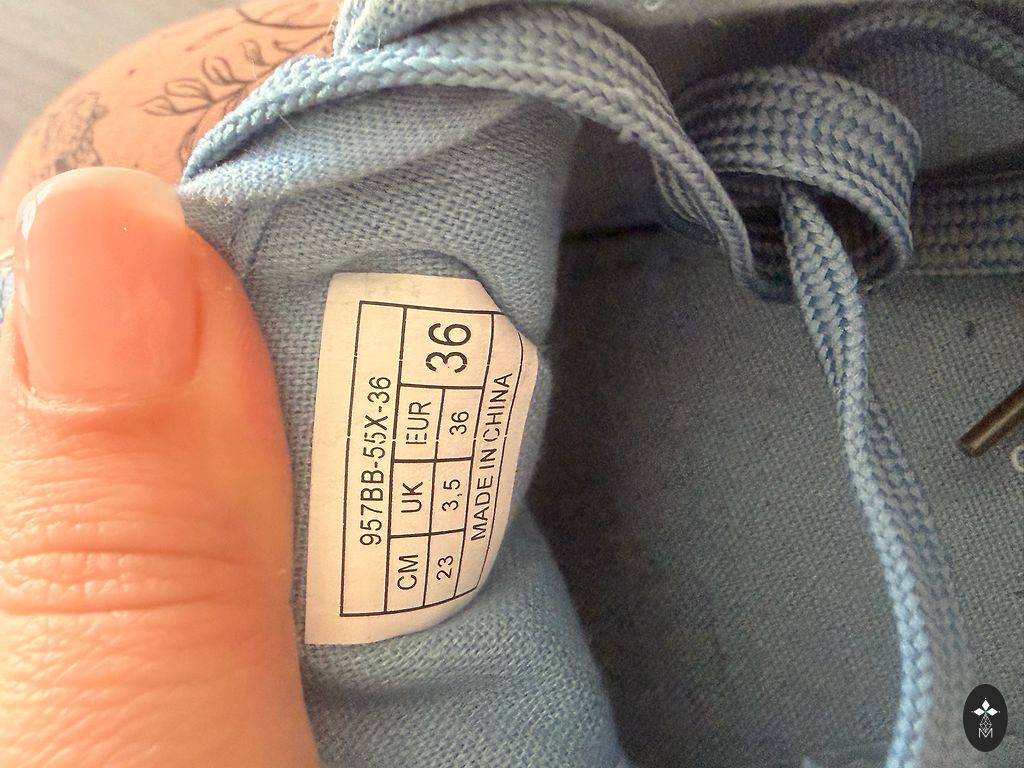 957BB-55X-36
CM UK EUR 36
23 3,5 36
MADE IN CHINA
M